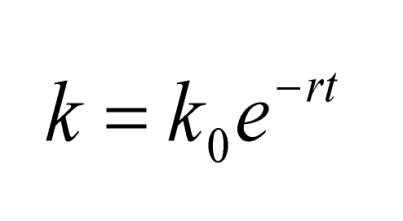 k = k₀e⁻ʳᵗ